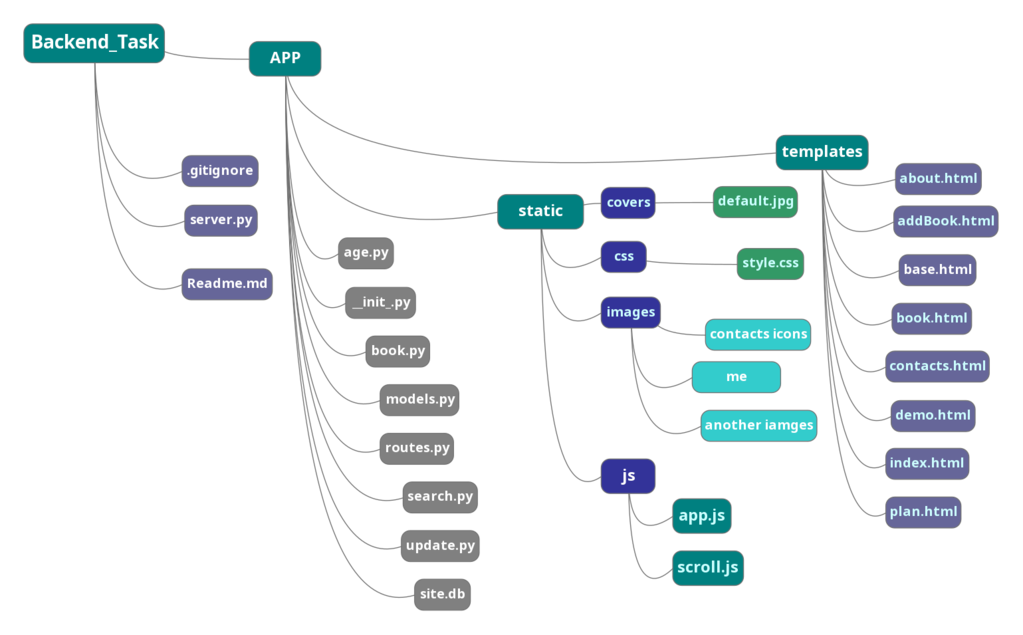 Backend_Task
APP
.gitignore
server.py
Readme.md
age.py
__init_.py
book.py
models.py
routes.py
search.py
update.py
site.db
static
covers
default.jpg
css
style.css
images
contacts icons
me
another iamges
js
app.js
scroll.js
templates
about.html
addBook.html
base.html
book.html
contacts.html
demo.html
index.html
plan.html